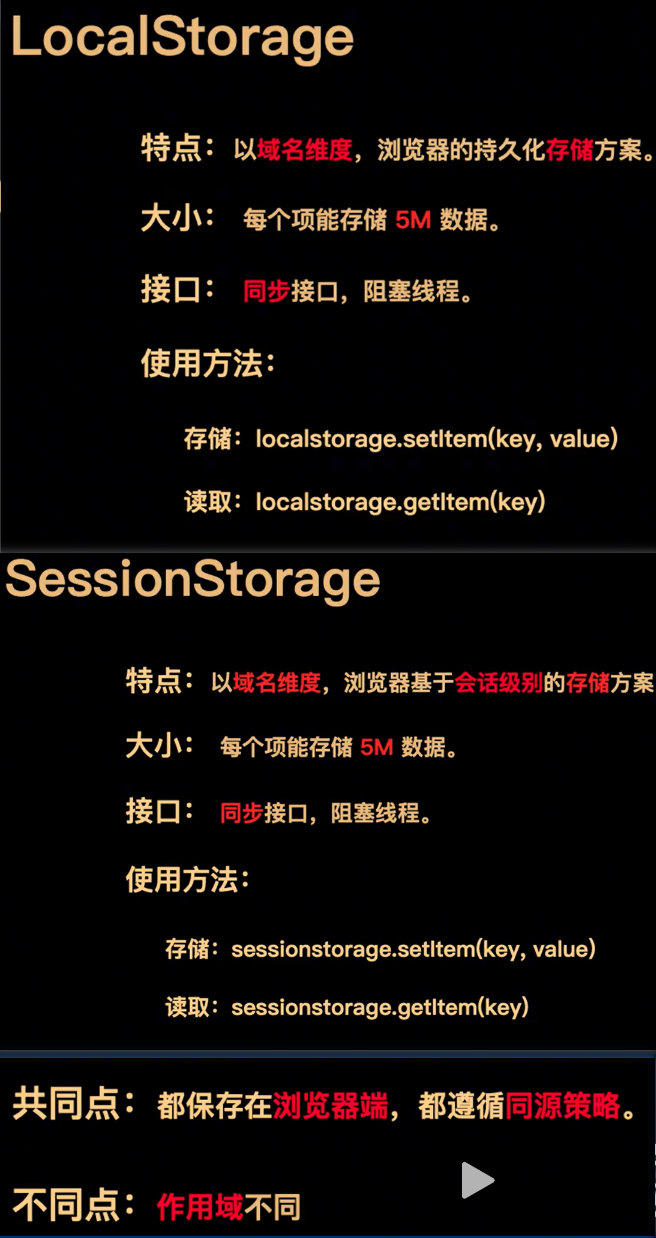 LocalStorage
特点：以域名维度，浏览器的持久化存储方案。
大小：每个项能存储 5M 数据。
接口：同步接口，阻塞线程。
使用方法：
存储：localstorage.setItem(key, value)
读取：localstorage.getItem(key)
SessionStorage
特点：以域名维度，浏览器基于会话级别的存储方案
大小：每个项能存储 5M 数据。
接口：同步接口，阻塞线程。
使用方法：
存储：sessionstorage.setItem(key, value)
读取：sessionstorage.getItem(key)
共同点：都保存在浏览器端，都遵循同源策略。
不同点：作用域不同